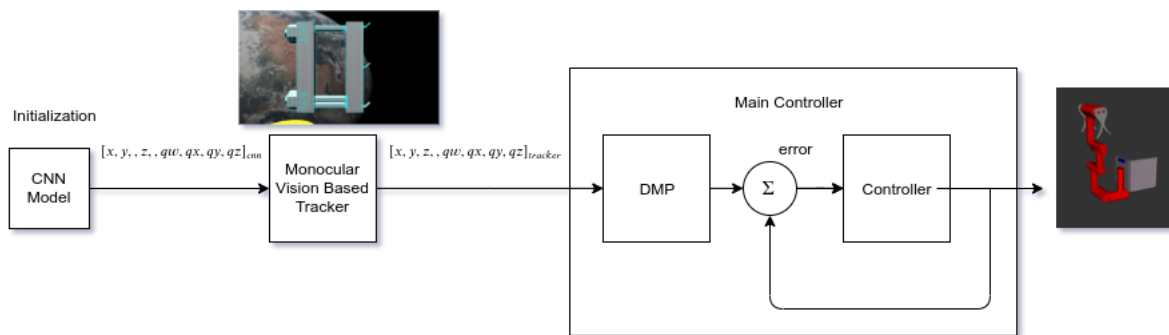 Main Controller
Initialization
[x, y, , z, , qw, qx, qy, qz]cnn
[x, y, z, , qw, qx, qy, qz]tracker
error
CNN
Model
Monocular
Vision Based
Tracker
DMP
Σ
Controller